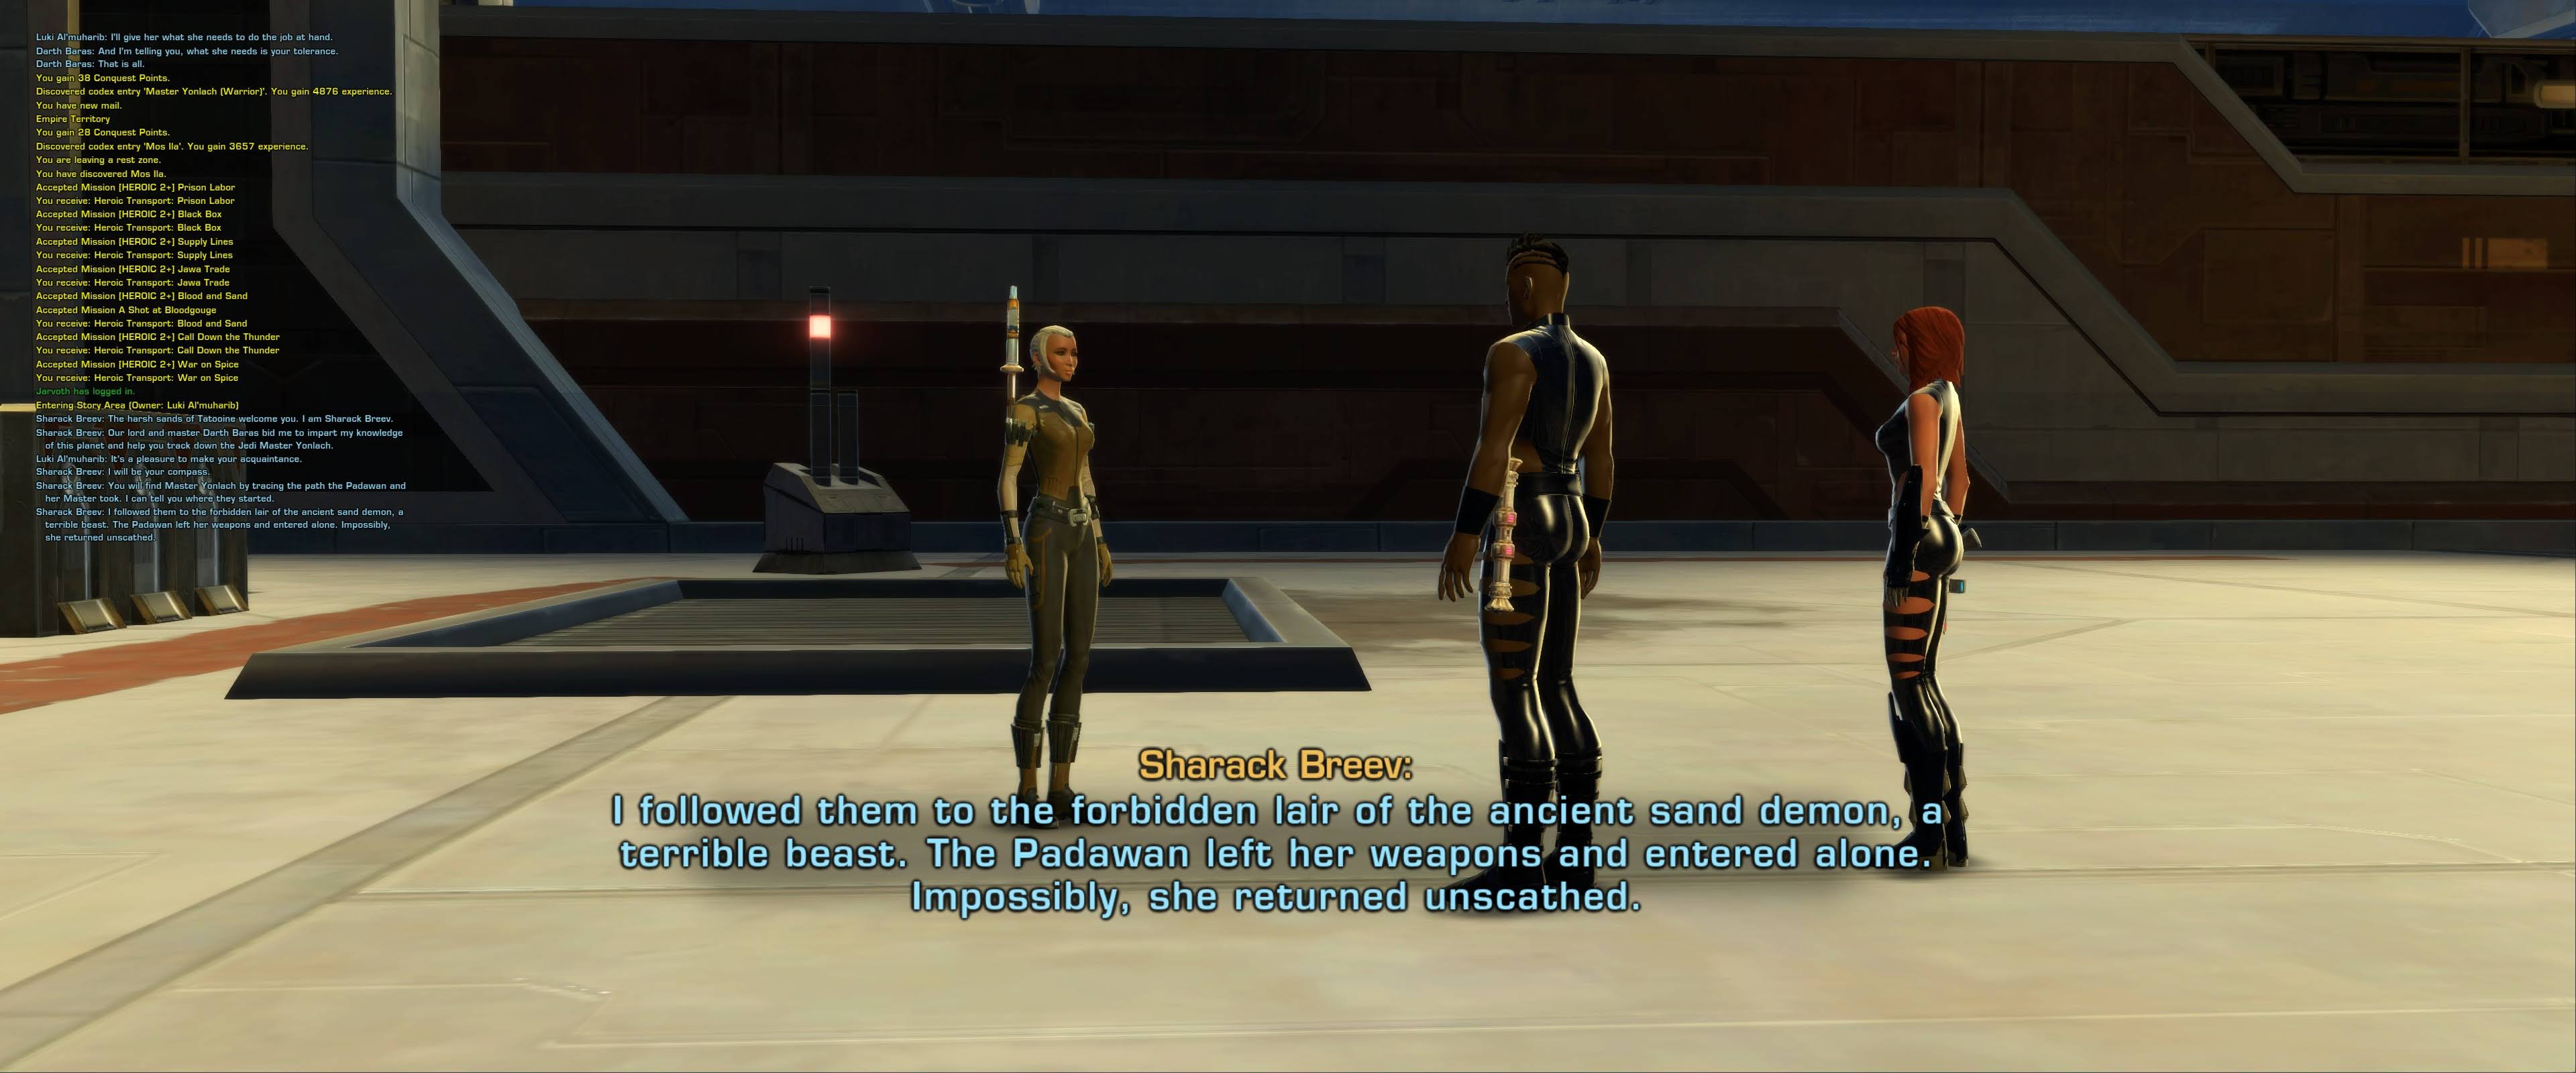 Luki Al'muharib: I'll give her what she needs to do the job at hand.
Darth Baras: And I'm telling you, what she needs is your tolerance.
Darth Baras: That is all.
You gain 38 Conquest Points.
Discovered codex entry 'Master Yonlach (Warrior)'. You gain 4876 experience.
You have new mail.
Empire Territory
You gain 28 Conquest Points.
Discovered codex entry 'Mos Ila'. You gain 3657 experience.
You are leaving a rest zone.
You have discovered Mos Ila.
Accepted Mission [HEROIC 2+] Prison Labor
You receive: Heroic Transport: Prison Labor
Accepted Mission [HEROIC 2+] Black Box
You receive: Heroic Transport: Black Box
Accepted Mission [HEROIC 2+] Supply Lines
You receive: Heroic Transport: Supply Lines
Accepted Mission [HEROIC 2+] Jawa Trade
You receive: Heroic Transport: Jawa Trade
Accepted Mission [HEROIC 2+] Blood and Sand
Accepted Mission A Shot at Bloodgouge
You receive: Heroic Transport: Blood and Sand
Accepted Mission [HEROIC 2+] Call Down the Thunder
You receive: Heroic Transport: Call Down the Thunder
Accepted Mission [HEROIC 2+] War on Spice
You receive: Heroic Transport: War on Spice
Jarvoth has logged in.
Entering Story Area (Owner: Luki Al'muharib)
Sharack Breev: The harsh sands of Tatooine welcome you. I am Sharack Breev.
Sharack Breev: Our lord and master Darth Baras bid me to impart my knowledge
of this planet and help you track down the Jedi Master Yonlach.
Luki Al'muharib: It's a pleasure to make your acquaintance.
Sharack Breev: I will be your compass.
Sharack Breev: You will find Master Yonlach by tracing the path the Padawan and
her Master took. I can tell you where they started.
Sharack Breev: I followed them to the forbidden lair of the ancient sand demon, a
terrible beast. The Padawan left her weapons and entered alone. Impossibly,
she returned unscathed.
Sharack Breev:
I followed them to the forbidden lair of the ancient sand demon, a
terrible beast. The Padawan left her weapons and entered alone.
Impossibly, she returned unscathed.